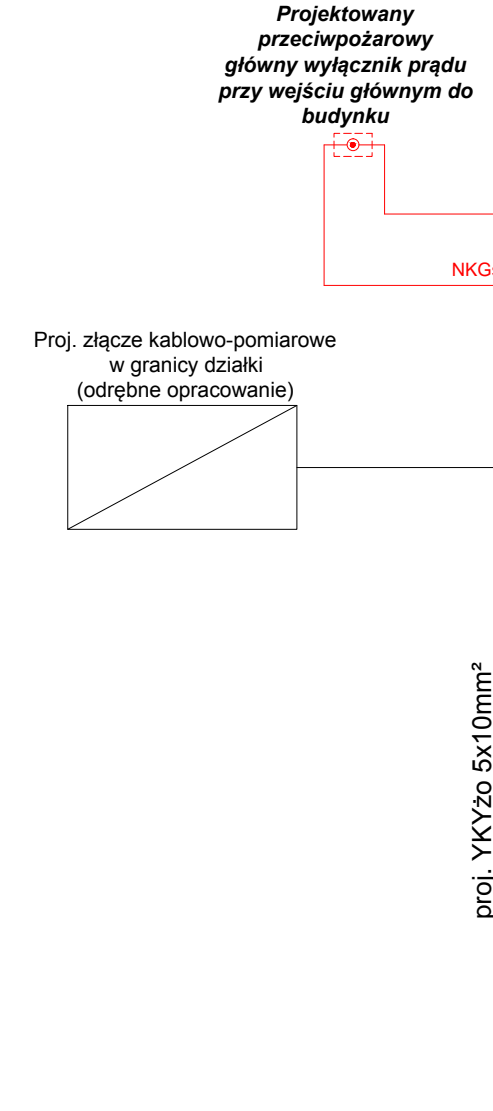 Projektowany
przeciwpożarowy
główny wyłącznik prądu
przy wejściu głównym do
budynku
NKGs
Proj. złącze kablowo-pomiarowe
w granicy działki
(odrębne opracowanie)
proj. YKYżo 5x10mm²